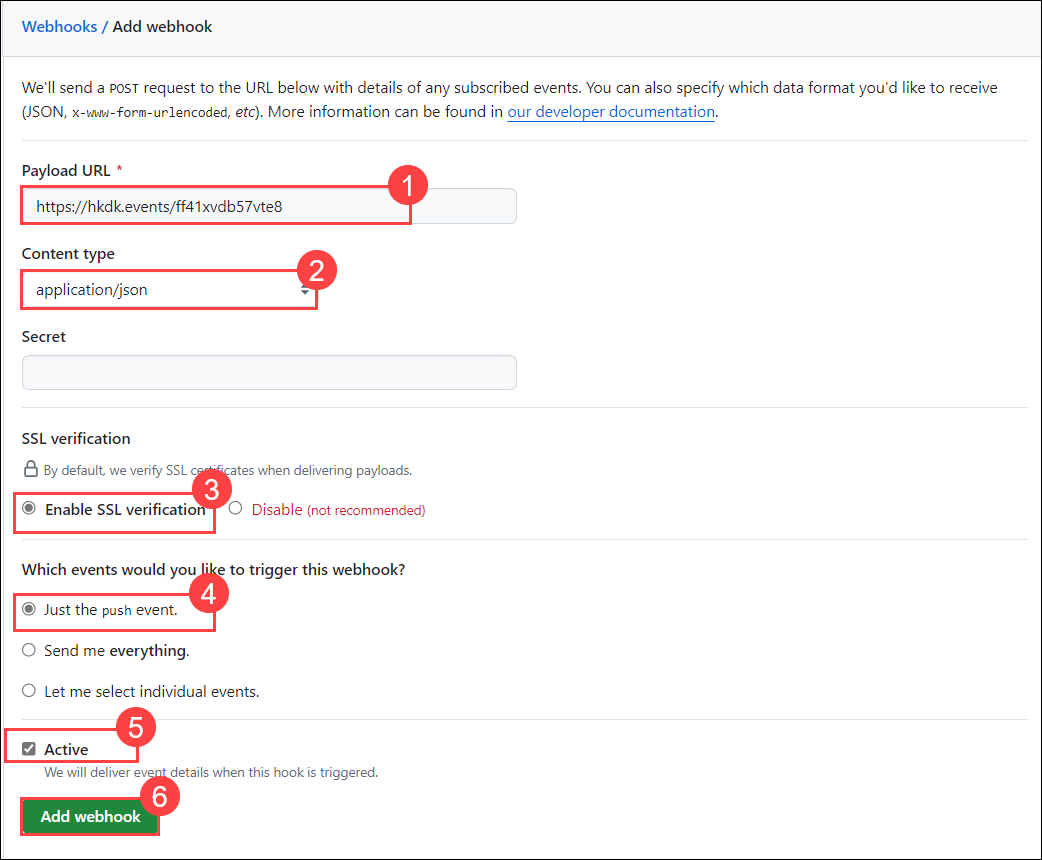 Webhooks / Add webhook
We'll send a POST request to the URL below with details of any subscribed events. You can also specify which data format you'd like to receive
(JSON, x-www-form-urlencoded, etc). More information can be found in our developer documentation.
Payload URL *
1
https://hkdk.events/ff41xvdb57vte8
Content type
2
application/json
Secret
SSL verification
By default, we verify SSL certificates when delivering payloads.
3
Enable SSL verification Disable (not recommended)
Which events would you like to trigger this webhook?
4
Just the push event.
Send me everything.
Let me select individual events.
5
Active
We will deliver event details when this hook is triggered.
6
Add webhook